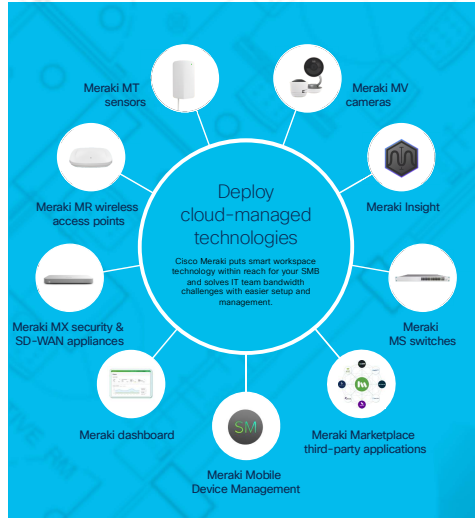 Meraki MT
sensors
Meraki MV
cameras
Meraki MR wireless
access points
Meraki Insight
Deploy
cloud-managed
technologies
Cisco Meraki puts smart workspace
technology within reach for your SMB
and solves IT team bandwidth
challenges with easier setup and
management.
Meraki MX security &
SD-WAN appliances
Meraki
MS switches
Meraki dashboard
SM
Meraki Mobile
Device Management
Meraki Marketplace
third-party applications